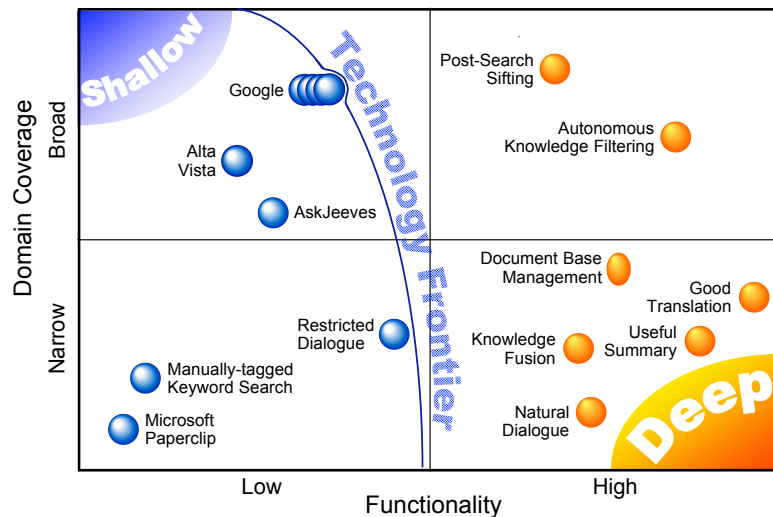 Shallow
Technology Frontier
Google
Post-Search
Sifting
Autonomous
Knowledge Filtering
Alta
Vista
AskJeeves
Domain Coverage
Broad
Narrow
Document Base
Management
Good
Translation
Restricted
Dialogue
Knowledge
Fusion
Useful
Summary
Manually-tagged
Keyword Search
Microsoft
Paperclip
Natural
Dialogue
Deep
Low
High
Functionality